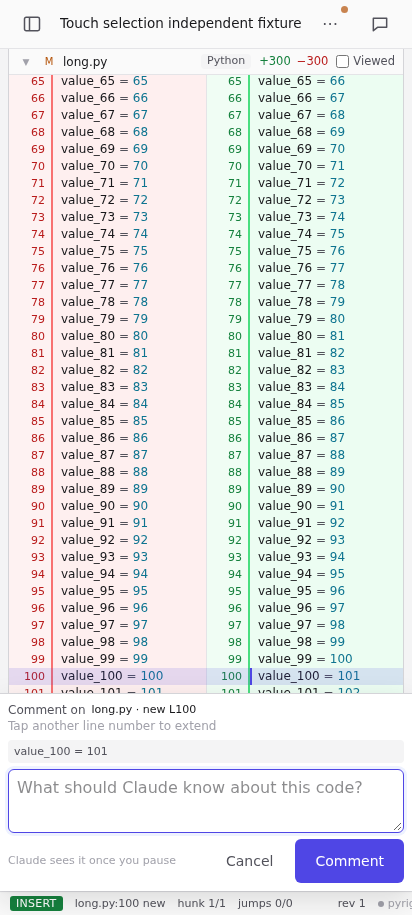 Touch selection independent fixture ...
▼ M long.py Python +300 −300 Viewed
65 value_65 = 65 65 value_65 = 66
66 value_66 = 66 66 value_66 = 67
67 value_67 = 67 67 value_67 = 68
68 value_68 = 68 68 value_68 = 69
69 value_69 = 69 69 value_69 = 70
70 value_70 = 70 70 value_70 = 71
71 value_71 = 71 71 value_71 = 72
72 value_72 = 72 72 value_72 = 73
73 value_73 = 73 73 value_73 = 74
74 value_74 = 74 74 value_74 = 75
75 value_75 = 75 75 value_75 = 76
76 value_76 = 76 76 value_76 = 77
77 value_77 = 77 77 value_77 = 78
78 value_78 = 78 78 value_78 = 79
79 value_79 = 79 79 value_79 = 80
80 value_80 = 80 80 value_80 = 81
81 value_81 = 81 81 value_81 = 82
82 value_82 = 82 82 value_82 = 83
83 value_83 = 83 83 value_83 = 84
84 value_84 = 84 84 value_84 = 85
85 value_85 = 85 85 value_85 = 86
86 value_86 = 86 86 value_86 = 87
87 value_87 = 87 87 value_87 = 88
88 value_88 = 88 88 value_88 = 89
89 value_89 = 89 89 value_89 = 90
90 value_90 = 90 90 value_90 = 91
91 value_91 = 91 91 value_91 = 92
92 value_92 = 92 92 value_92 = 93
93 value_93 = 93 93 value_93 = 94
94 value_94 = 94 94 value_94 = 95
95 value_95 = 95 95 value_95 = 96
96 value_96 = 96 96 value_96 = 97
97 value_97 = 97 97 value_97 = 98
98 value_98 = 98 98 value_98 = 99
99 value_99 = 99 99 value_99 = 100
100 value_100 = 100 100 value_100 = 101
101 value_101 = 101 101 value_101 = 102
Comment on long.py · new L100
Tap another line number to extend
value_100 = 101
What should Claude know about this code?
Claude sees it once you pause Cancel Comment
INSERT long.py:100 new hunk 1/1 jumps 0/0 rev 1 ● pyrig